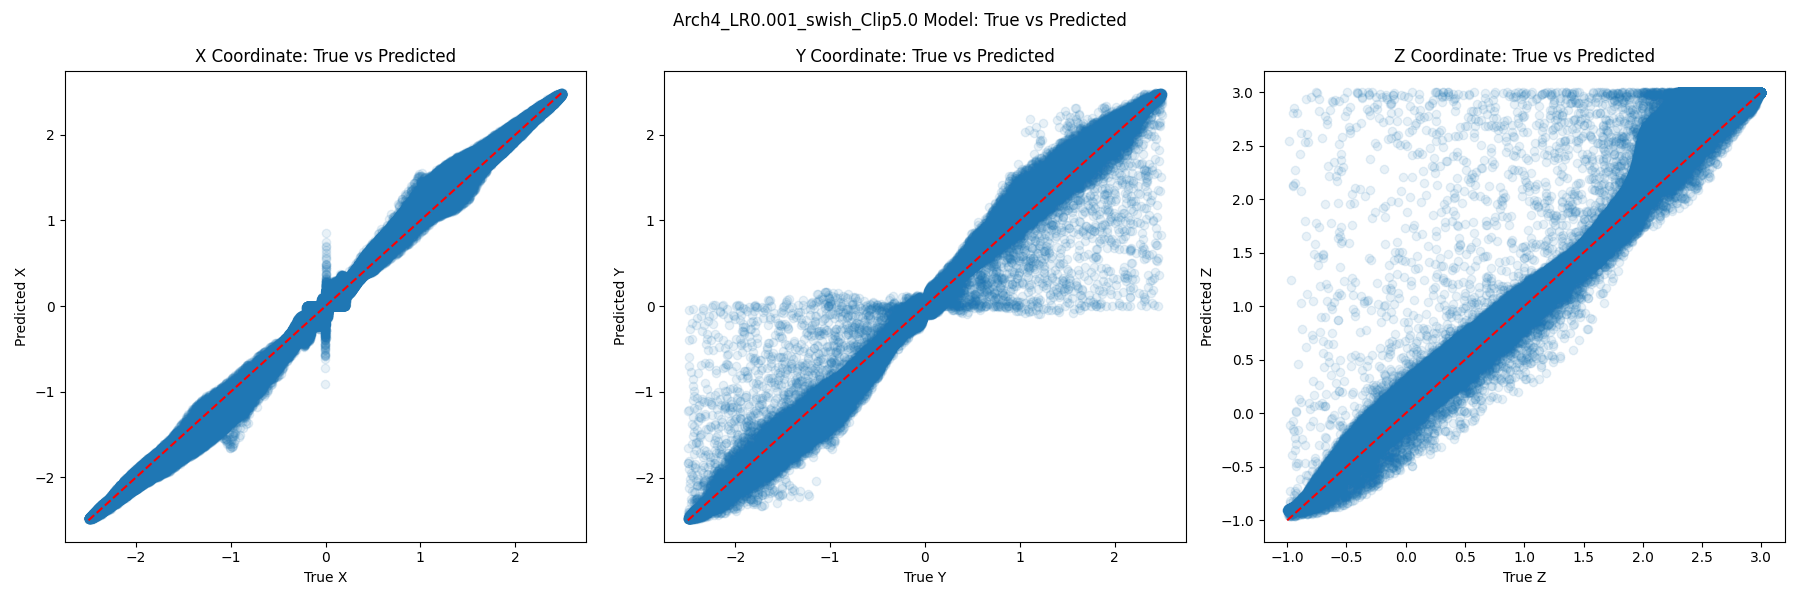 Arch4_LR0.001_swish_Clip5.0 Model: True vs Predicted
X Coordinate: True vs Predicted
2
1
0
−1
−2
Predicted X
−2 −1 0 1 2
True X
Y Coordinate: True vs Predicted
2
1
0
−1
−2
Predicted Y
−2 −1 0 1 2
True Y
Z Coordinate: True vs Predicted
3.0
2.5
2.0
1.5
1.0
0.5
0.0
−0.5
−1.0
Predicted Z
−1.0 −0.5 0.0 0.5 1.0 1.5 2.0 2.5 3.0
True Z